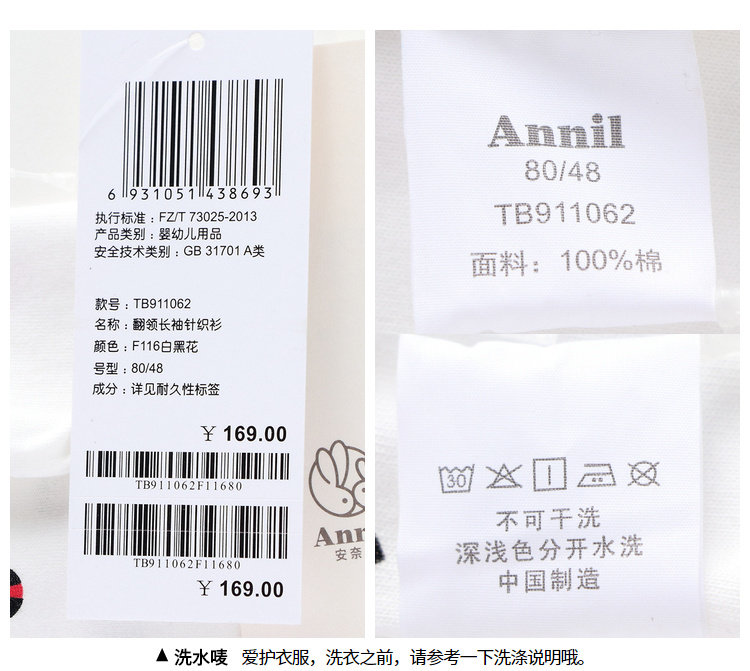 6 931051 438693
执行标准：FZ/T 73025-2013
产品类别：婴幼儿用品
安全技术类别：GB 31701 A类
款号：TB911062
名称：翻领长袖针织衫
颜色：F116白黑花
号型：80/48
成分：详见耐久性标签
￥ 169.00
TB911062F11680
TB911062F11680
￥ 169.00
Anni
安奈
Annil
80/48
TB911062
面料：100%棉
30
不可干洗
深浅色分开水洗
中国制造
▲ 洗水唛 爱护衣服，洗衣之前，请参考一下洗涤说明哦。